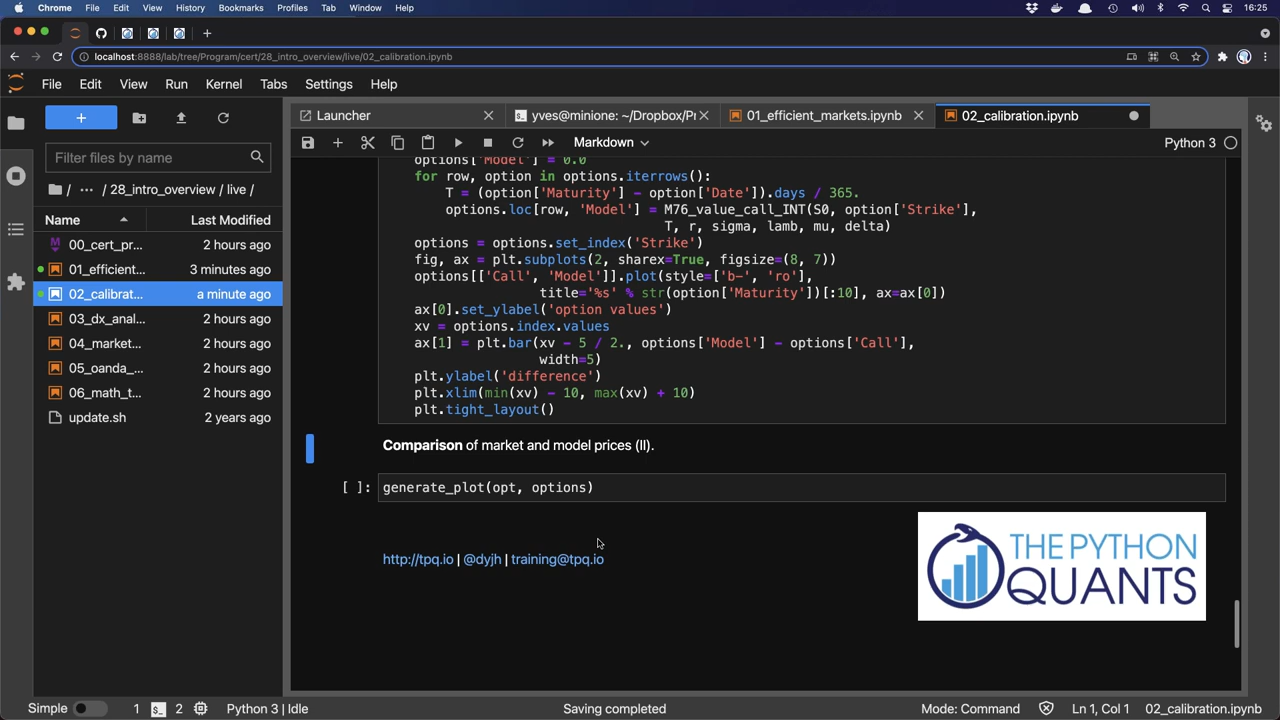 Chrome File Edit View History Bookmarks Profiles Tab Window Help 16:25
localhost:8888/lab/tree/Program/cert/28_intro_overview/live/02_calibration.ipynb
File Edit View Run Kernel Tabs Settings Help
Launcher
yves@minione: ~/Dropbox/Pr
01_efficient_markets.ipynb
02_calibration.ipynb
Markdown
Python 3
Filter files by name
/ ··· / 28_intro_overview / live /
Name Last Modified
00_cert_pr... 2 hours ago
01_efficient... 3 minutes ago
02_calibrat... a minute ago
03_dx_anal... 2 hours ago
04_market... 2 hours ago
05_oanda_... 2 hours ago
06_math_t... 2 hours ago
update.sh 2 years ago
options['Model'] = 0.0
for row, option in options.iterrows():
T = (option['Maturity'] - option['Date']).days / 365.
options.loc[row, 'Model'] = M76_value_call_INT(S0, option['Strike'],
T, r, sigma, lamb, mu, delta)
options = options.set_index('Strike')
fig, ax = plt.subplots(2, sharex=True, figsize=(8, 7))
options[['Call', 'Model']].plot(style=['b-', 'ro'],
title='%s' % str(option['Maturity'])[:10], ax=ax[0])
ax[0].set_ylabel('option values')
xv = options.index.values
ax[1] = plt.bar(xv - 5 / 2., options['Model'] - options['Call'],
width=5)
plt.ylabel('difference')
plt.xlim(min(xv) - 10, max(xv) + 10)
plt.tight_layout()
Comparison of market and model prices (II).
[ ]: generate_plot(opt, options)
THE PYTHON
QUANTS
http://tpq.io | @dyjh | training@tpq.io
Simple 1 2 Python 3 | Idle Saving completed Mode: Command Ln 1, Col 1 02_calibration.ipynb